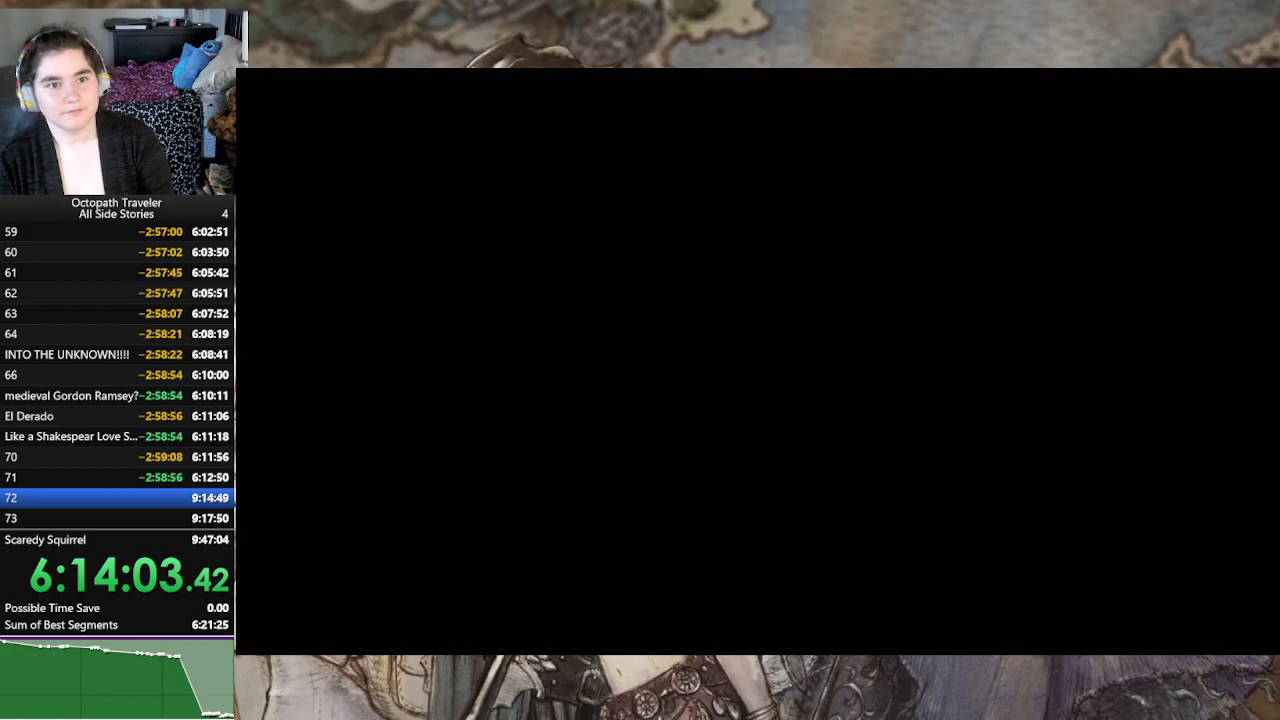 Octopath Traveler
All Side Stories 4
59 −2:57:00 6:02:51
60 −2:57:02 6:03:50
61 −2:57:45 6:05:42
62 −2:57:47 6:05:51
63 −2:58:07 6:07:52
64 −2:58:21 6:08:19
INTO THE UNKNOWN!!!! −2:58:22 6:08:41
66 −2:58:54 6:10:00
medieval Gordon Ramsey? −2:58:54 6:10:11
El Derado −2:58:56 6:11:06
Like a Shakespear Love S... −2:58:54 6:11:18
70 −2:59:08 6:11:56
71 −2:58:56 6:12:50
72 9:14:49
73 9:17:50
Scaredy Squirrel 9:47:04
6:14:03.42
Possible Time Save 0.00
Sum of Best Segments 6:21:25